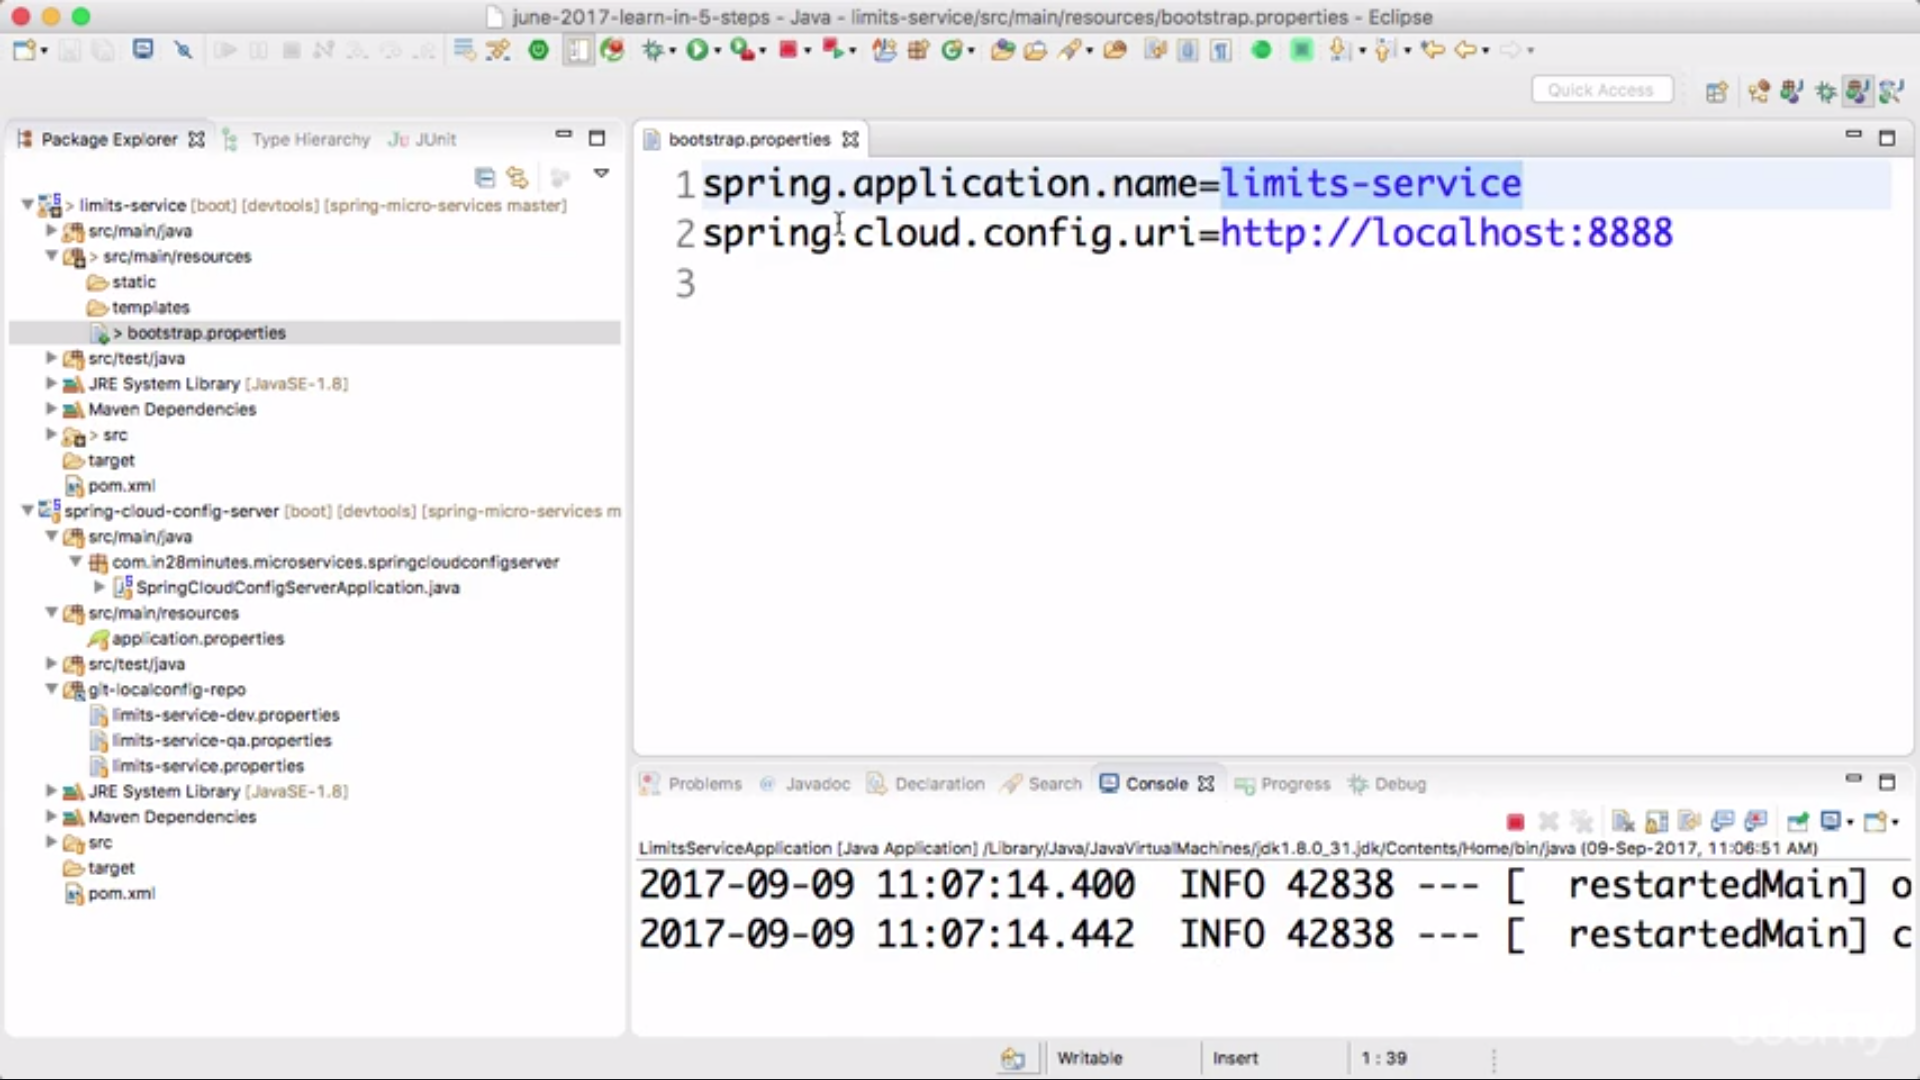 june-2017-learn-in-5-steps - Java - limits-service/src/main/resources/bootstrap.properties - Eclipse
Quick Access
Package Explorer Type Hierarchy Ju JUnit
> limits-service [boot] [devtools] [spring-micro-services master]
src/main/java
> src/main/resources
static
templates
> bootstrap.properties
src/test/java
JRE System Library [JavaSE-1.8]
Maven Dependencies
> src
target
pom.xml
spring-cloud-config-server [boot] [devtools] [spring-micro-services m
src/main/java
com.in28minutes.microservices.springcloudconfigserver
SpringCloudConfigServerApplication.java
src/main/resources
application.properties
src/test/java
git-localconfig-repo
limits-service-dev.properties
limits-service-qa.properties
limits-service.properties
JRE System Library [JavaSE-1.8]
Maven Dependencies
src
target
pom.xml
bootstrap.properties
1 spring.application.name=limits-service
2 spring.cloud.config.uri=http://localhost:8888
3
Problems @ Javadoc Declaration Search Console Progress Debug
LimitsServiceApplication [Java Application] /Library/Java/JavaVirtualMachines/jdk1.8.0_31.jdk/Contents/Home/bin/java (09-Sep-2017, 11:06:51 AM)
2017-09-09 11:07:14.400  INFO 42838 --- [  restartedMain] o
2017-09-09 11:07:14.442  INFO 42838 --- [  restartedMain] c
Writable Insert 1 : 39
udemy